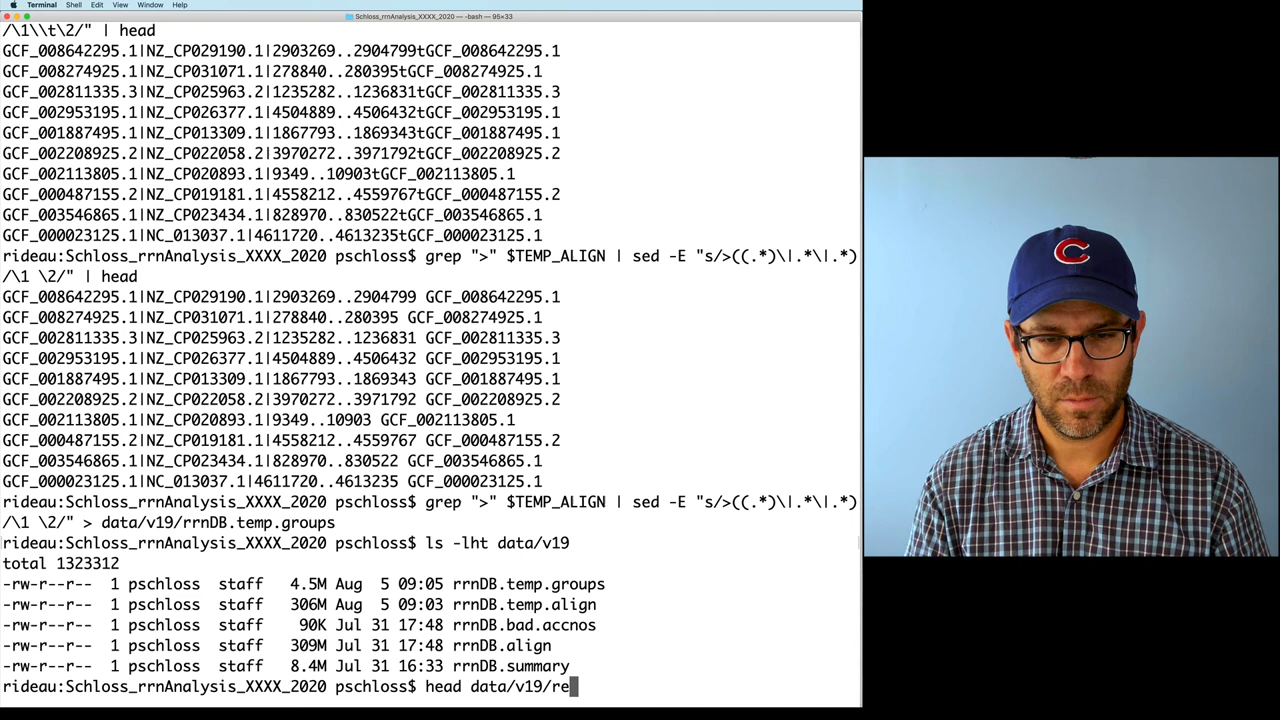 Terminal Shell Edit View Window Help
Schloss_rrnAnalysis_XXXX_2020 — -bash — 95×33
/\1\\t\2/" | head
GCF_008642295.1|NZ_CP029190.1|2903269..2904799tGCF_008642295.1
GCF_008274925.1|NZ_CP031071.1|278840..280395tGCF_008274925.1
GCF_002811335.3|NZ_CP025963.2|1235282..1236831tGCF_002811335.3
GCF_002953195.1|NZ_CP026377.1|4504889..4506432tGCF_002953195.1
GCF_001887495.1|NZ_CP013309.1|1867793..1869343tGCF_001887495.1
GCF_002208925.2|NZ_CP022058.2|3970272..3971792tGCF_002208925.2
GCF_002113805.1|NZ_CP020893.1|9349..10903tGCF_002113805.1
GCF_000487155.2|NZ_CP019181.1|4558212..4559767tGCF_000487155.2
GCF_003546865.1|NZ_CP023434.1|828970..830522tGCF_003546865.1
GCF_000023125.1|NC_013037.1|4611720..4613235tGCF_000023125.1
rideau:Schloss_rrnAnalysis_XXXX_2020 pschloss$ grep ">" $TEMP_ALIGN | sed -E "s/>((.*)\|.*\|.*)
/\1 \2/" | head
GCF_008642295.1|NZ_CP029190.1|2903269..2904799 GCF_008642295.1
GCF_008274925.1|NZ_CP031071.1|278840..280395 GCF_008274925.1
GCF_002811335.3|NZ_CP025963.2|1235282..1236831 GCF_002811335.3
GCF_002953195.1|NZ_CP026377.1|4504889..4506432 GCF_002953195.1
GCF_001887495.1|NZ_CP013309.1|1867793..1869343 GCF_001887495.1
GCF_002208925.2|NZ_CP022058.2|3970272..3971792 GCF_002208925.2
GCF_002113805.1|NZ_CP020893.1|9349..10903 GCF_002113805.1
GCF_000487155.2|NZ_CP019181.1|4558212..4559767 GCF_000487155.2
GCF_003546865.1|NZ_CP023434.1|828970..830522 GCF_003546865.1
GCF_000023125.1|NC_013037.1|4611720..4613235 GCF_000023125.1
rideau:Schloss_rrnAnalysis_XXXX_2020 pschloss$ grep ">" $TEMP_ALIGN | sed -E "s/>((.*)\|.*\|.*)
/\1 \2/" > data/v19/rrnDB.temp.groups
rideau:Schloss_rrnAnalysis_XXXX_2020 pschloss$ ls -lht data/v19
total 1323312
-rw-r--r-- 1 pschloss staff 4.5M Aug 5 09:05 rrnDB.temp.groups
-rw-r--r-- 1 pschloss staff 306M Aug 5 09:03 rrnDB.temp.align
-rw-r--r-- 1 pschloss staff 90K Jul 31 17:48 rrnDB.bad.accnos
-rw-r--r-- 1 pschloss staff 309M Jul 31 17:48 rrnDB.align
-rw-r--r-- 1 pschloss staff 8.4M Jul 31 16:33 rrnDB.summary
rideau:Schloss_rrnAnalysis_XXXX_2020 pschloss$ head data/v19/re
C